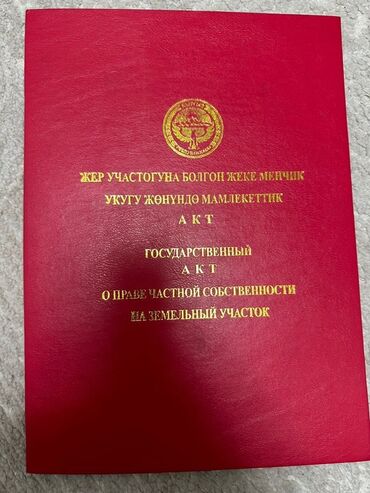 ЖЕР УЧАСТОГУНА БОЛГОН ЖЕКЕ МЕНЧИК
УКУГУ ЖӨНҮНДӨ МАМЛЕКЕТТИК
АКТ
ГОСУДАРСТВЕННЫЙ
АКТ
О ПРАВЕ ЧАСТНОЙ СОБСТВЕННОСТИ
НА ЗЕМЕЛЬНЫЙ УЧАСТОК